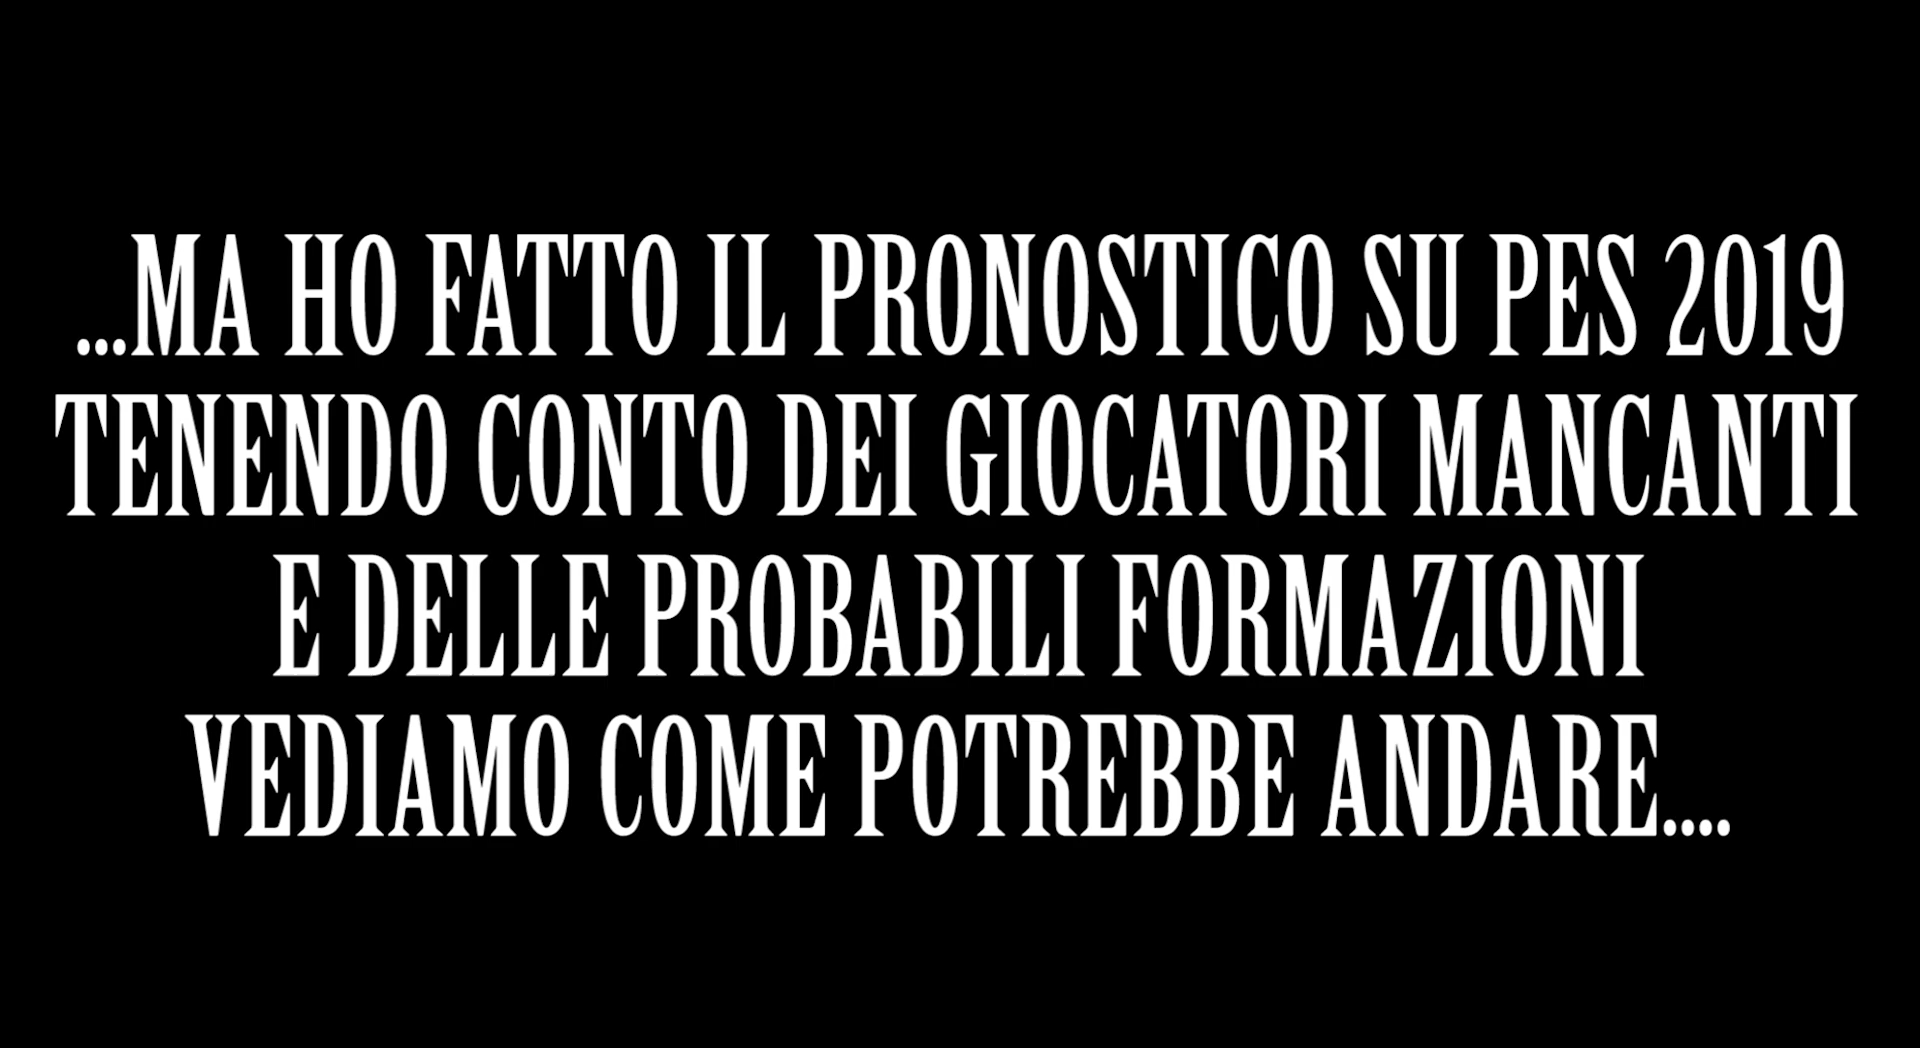 ...MA HO FATTO IL PRONOSTICO SU PES 2019
TENENDO CONTO DEI GIOCATORI MANCANTI
E DELLE PROBABILI FORMAZIONI
VEDIAMO COME POTREBBE ANDARE....